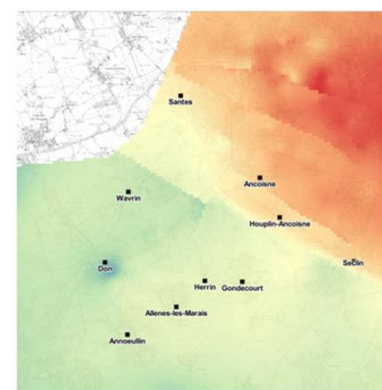 Santes
Ancoisne
Wavrin
Houplin-Ancoisne
Seclin
Don
Herrin
Gondecourt
Allenes-les-Marais
Annoeullin